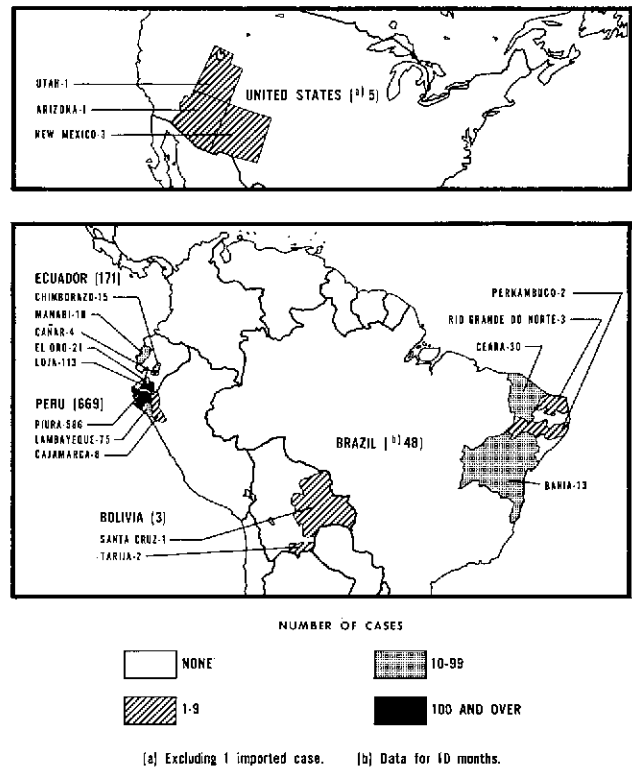 UTAH-1
UNITED STATES (a) 5)
ARIZONA-1
NEW MEXICO-3
ECUADOR (171)
CHIMBORAZO-15
MANABI-18
CAÑAR-4
EL ORO-21
LOJA-113
PERU (669)
PIURA-586
LAMBAYEQUE-75
CAJAMARCA-8
PERNAMBUCO-2
RIO GRANDE DO NORTE-3
CEARA-30
BRAZIL (b) 48)
BAHIA-13
BOLIVIA (3)
SANTA CRUZ-1
TARIJA-2
NUMBER OF CASES
NONE
10-99
1-9
100 AND OVER
(a) Excluding 1 imported case. (b) Data for 10 months.